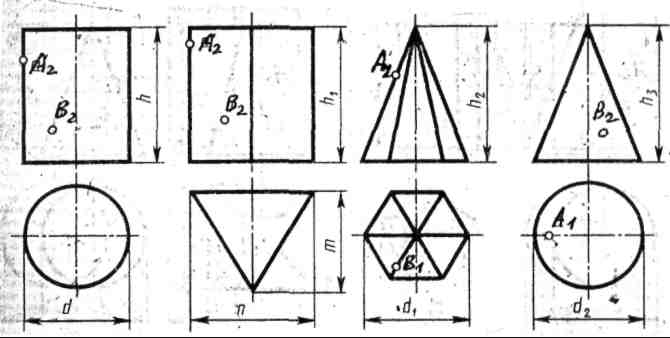 A₂ B₂ h
A₂ B₂ h₁
A₂ h₂
B₂ h₃
d
m n
B₁ d₁
A₁ d₂